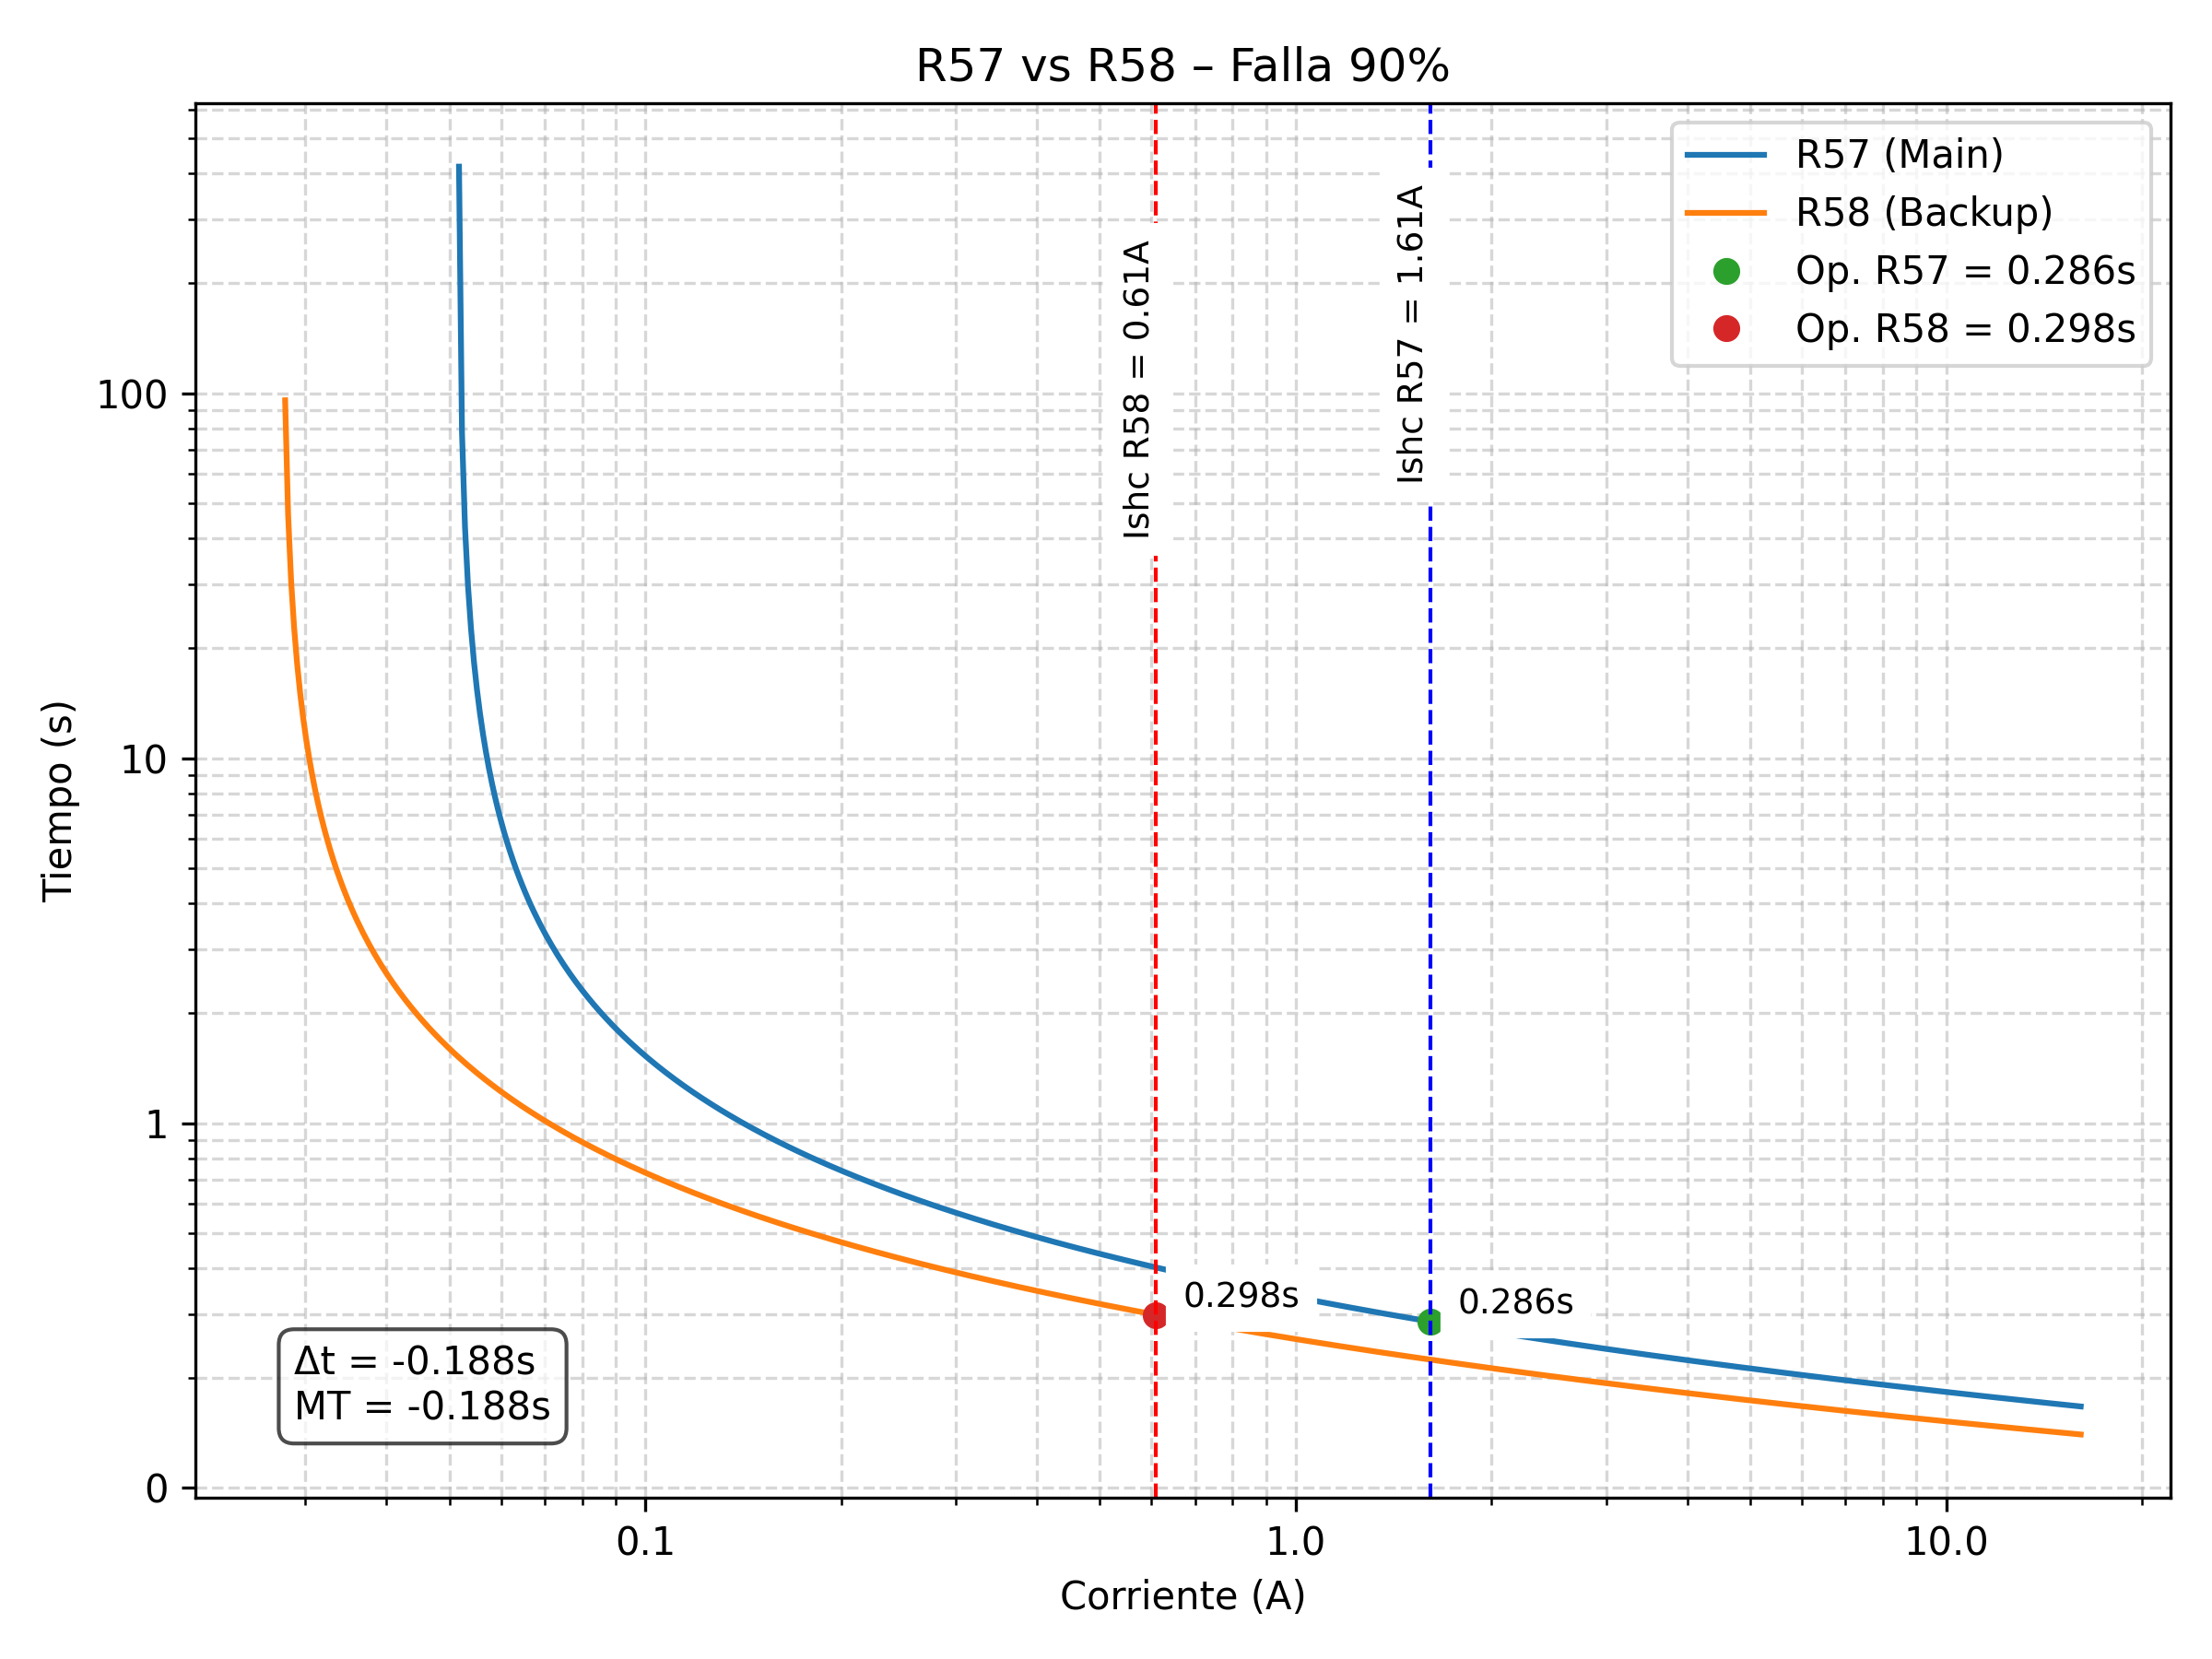 R57 vs R58 – Falla 90%
R57 (Main)
R58 (Backup)
Op. R57 = 0.286s
Op. R58 = 0.298s
Ishc R58 = 0.61A
Ishc R57 = 1.61A
Tiempo (s)
100
10
1
0
0.298s
0.286s
Δt = -0.188s
MT = -0.188s
0.1
1.0
10.0
Corriente (A)